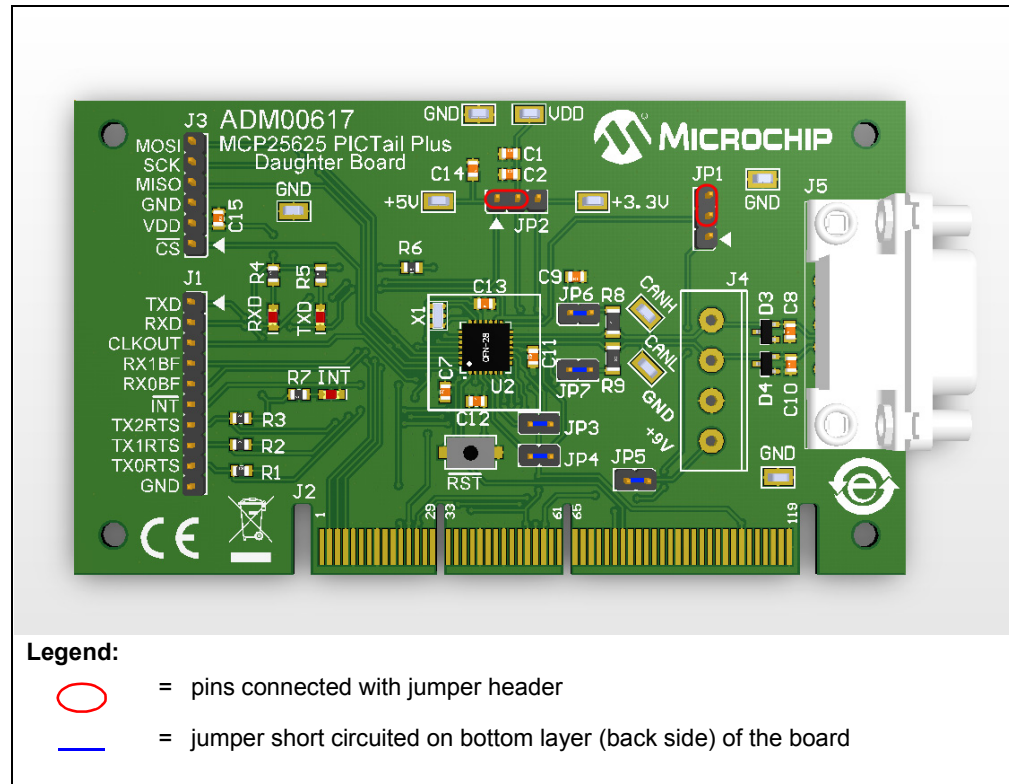 GND
VDD
J3
ADM00617
MICROCHIP
MOSI
MCP25625 PICTail Plus
SCK
Daughter Board
C1
C14
C2
JP1
MISO
GND
GND
J5
GND
+5V
+3.3V
VDD
C15
JP2
CS
R6
J1
R4
R5
C9
J4
TXD
C13
JP6
R8
CANH
D3
C8
RXD
RXD
TXD
X1
CLKOUT
QFN-28
C11
CANL
RX1BF
R7
INT
C7
U2
JP7
R9
D4
C10
RX0BF
GND
INT
C12
+9V
TX2RTS
R3
JP3
TX1RTS
R2
JP4
JP5
GND
TX0RTS
R1
RST
GND
J2
1
29
33
61
65
119
CE
e
Legend:
= pins connected with jumper header
= jumper short circuited on bottom layer (back side) of the board